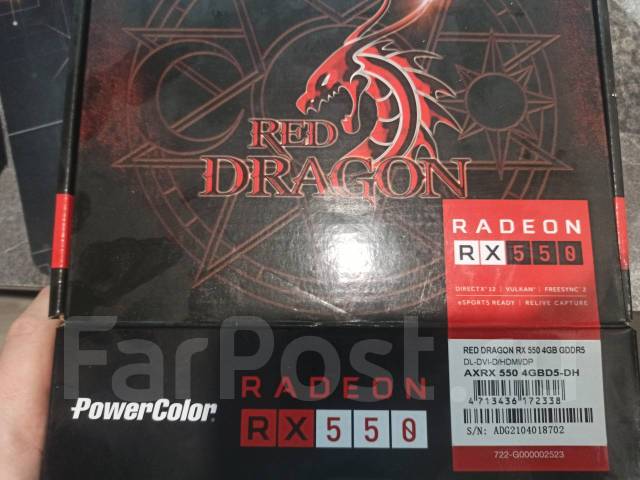 RED
DRAGON
RADEON
RX 550
DIRECTX® 12 | VULKAN® | FREESYNC™ 2
eSPORTS READY | RELIVE CAPTURE
RED DRAGON RX 550 4GB GDDR5
DL-DVI-D/HDMI/DP
AXRX 550 4GBD5-DH
4 713436 172338
S/N: ADG2104018702
722-G000002523
PowerColor
RADEON
RX 550
FarPost